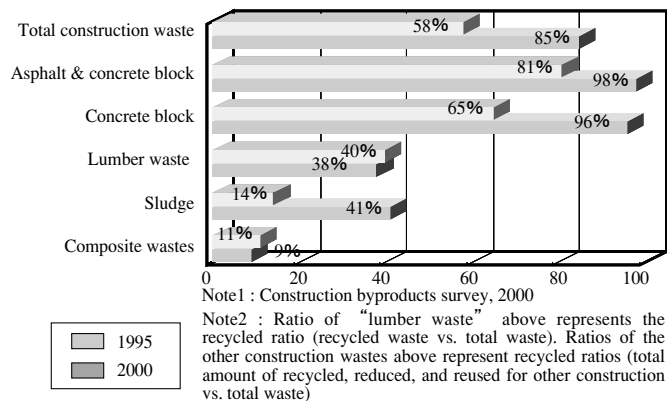 Total construction waste
58%
85%
Asphalt & concrete block
81%
98%
Concrete block
65%
96%
Lumber waste
40%
38%
Sludge
14%
41%
Composite wastes
11%
9%
0 20 40 60 80 100
Note1 : Construction byproducts survey, 2000
Note2 : Ratio of “lumber waste” above represents the
recycled ratio (recycled waste vs. total waste). Ratios of the
other construction wastes above represent recycled ratios (total
amount of recycled, reduced, and reused for other construction
vs. total waste)
1995
2000